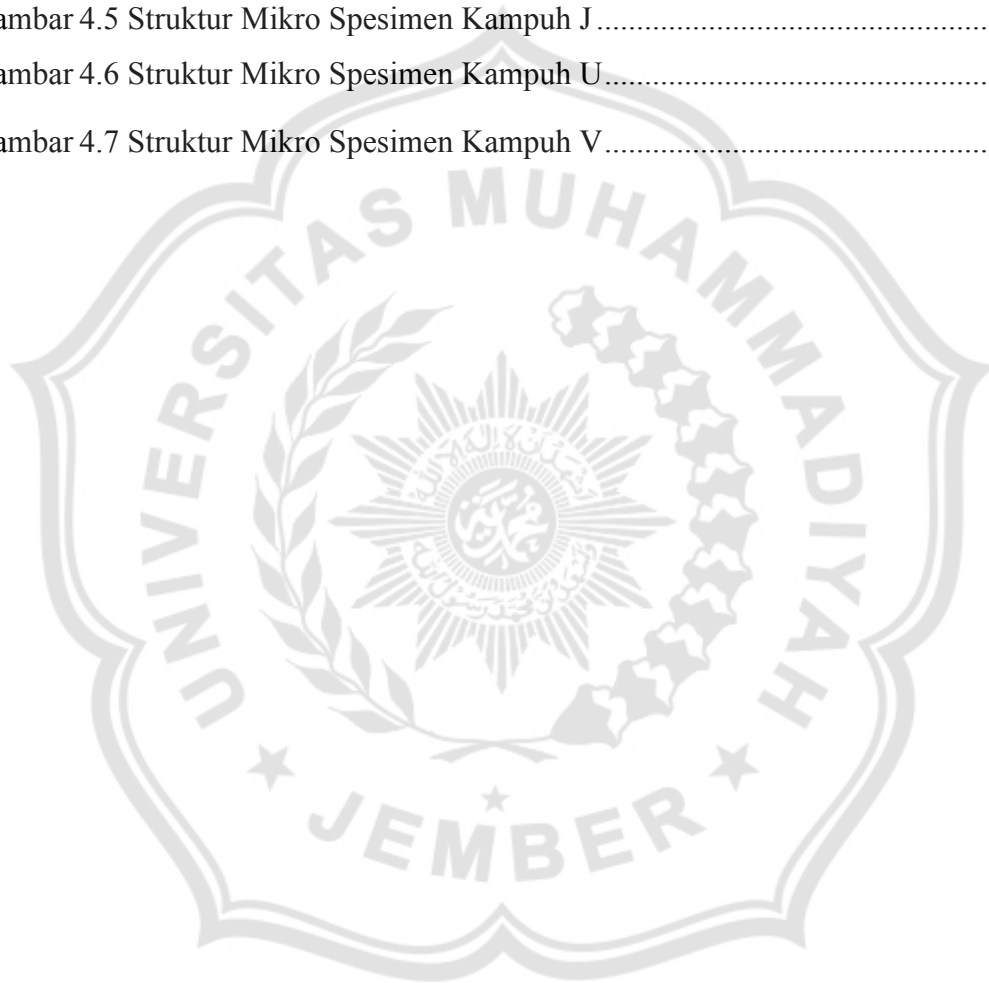 ambar 4.5 Struktur Mikro Spesimen Kampuh J................................................
ambar 4.6 Struktur Mikro Spesimen Kampuh U................................................
ambar 4.7 Struktur Mikro Spesimen Kampuh V................................................
UNIVERSITAS MUHAMMADIYAH
JEMBER